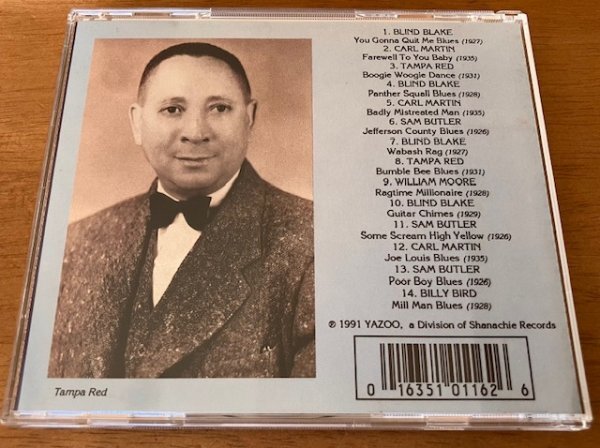 1. BLIND BLAKE
You Gonna Quit Me Blues (1927)
2. CARL MARTIN
Farewell To You Baby (1935)
3. TAMPA RED
Boogie Woogie Dance (1931)
4. BLIND BLAKE
Panther Squall Blues (1928)
5. CARL MARTIN
Badly Mistreated Man (1935)
6. SAM BUTLER
Jefferson County Blues (1926)
7. BLIND BLAKE
Wabash Rag (1927)
8. TAMPA RED
Bumble Bee Blues (1931)
9. WILLIAM MOORE
Ragtime Millionaire (1928)
10. BLIND BLAKE
Guitar Chimes (1929)
11. SAM BUTLER
Some Scream High Yellow (1926)
12. CARL MARTIN
Joe Louis Blues (1935)
13. SAM BUTLER
Poor Boy Blues (1926)
14. BILLY BIRD
Mill Man Blues (1928)
℗ 1991 YAZOO, a Division of Shanachie Records
0 16351 01162 6
Tampa Red